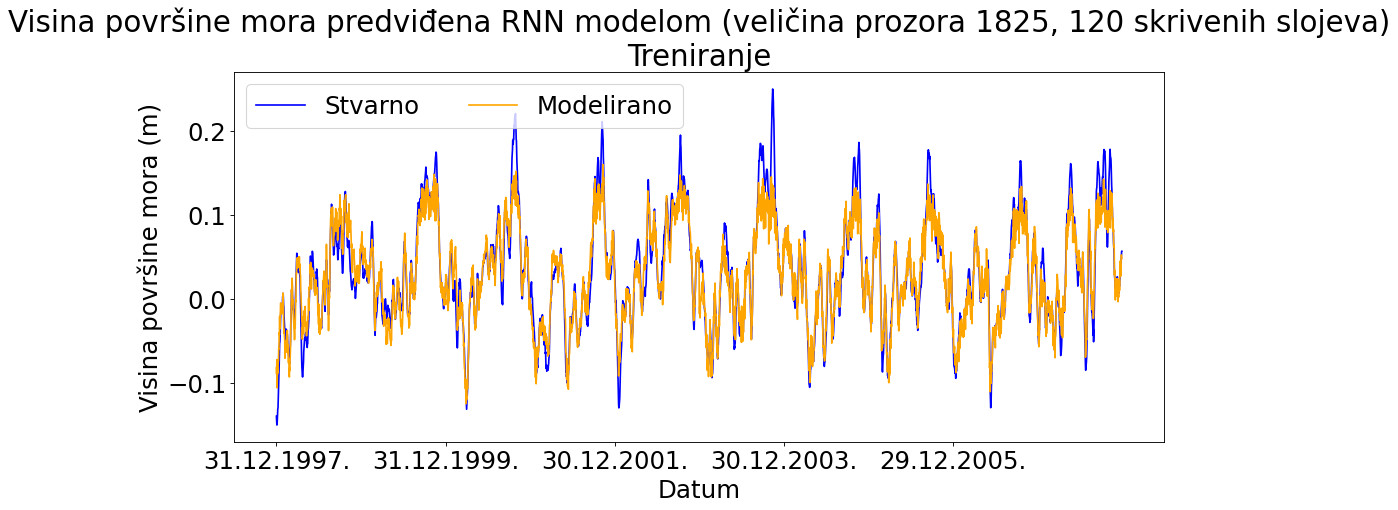 Visina površine mora predviđena RNN modelom (veličina prozora 1825, 120 skrivenih slojeva)
Treniranje
Stvarno
Modelirano
Visina površine mora (m)
0.2
0.1
0.0
−0.1
31.12.1997.
31.12.1999.
30.12.2001.
30.12.2003.
29.12.2005.
Datum